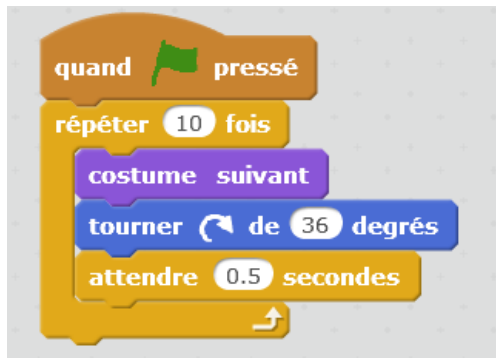 quand pressé
répéter 10 fois
costume suivant
tourner de 36 degrés
attendre 0.5 secondes